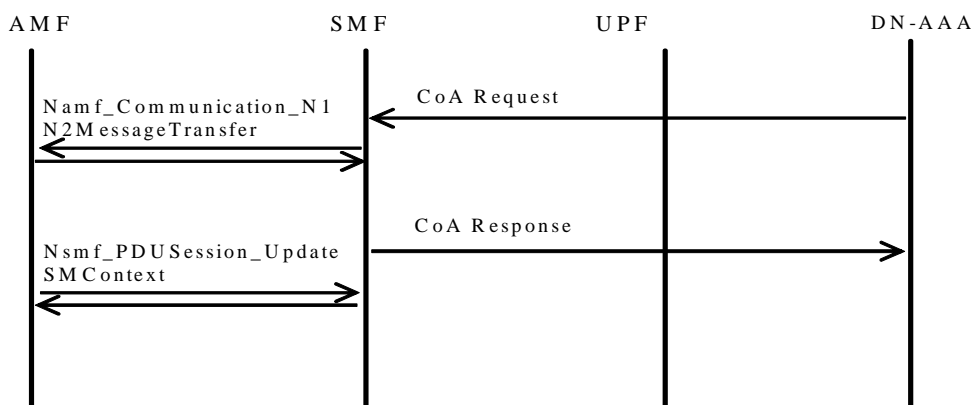 AMF
SMF
UPF
DN-AAA
CoA Request
Namf_Communication_N1
N2MessageTransfer
CoA Response
Nsmf_PDUSession_Update
SMContext